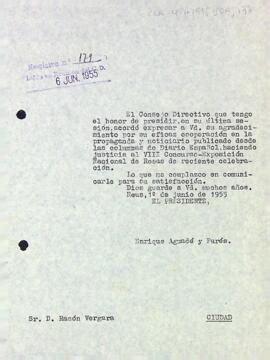 Registro nº 171
6 JUN. 1955
El Consejo Directivo que tengo
el honor de presidir, en su última se-
sión, acordó expresar a Vd. su agradeci-
miento por su eficaz cooperación en la
propaganda y noticiario publicado desde
las columnas de Diario Español, haciendo
justicia al VIII Concurso-Exposición
Nacional de Rosas de reciente celebra-
ción.
Lo que me complazco en comuni-
carle para su satisfacción.
Dios guarde a Vd. muchos años.
Reus, 1º de junio de 1955
EL PRESIDENTE,
Enrique Aguadé y Parés.
Sr. D. Ramón Vergara
CIUDAD